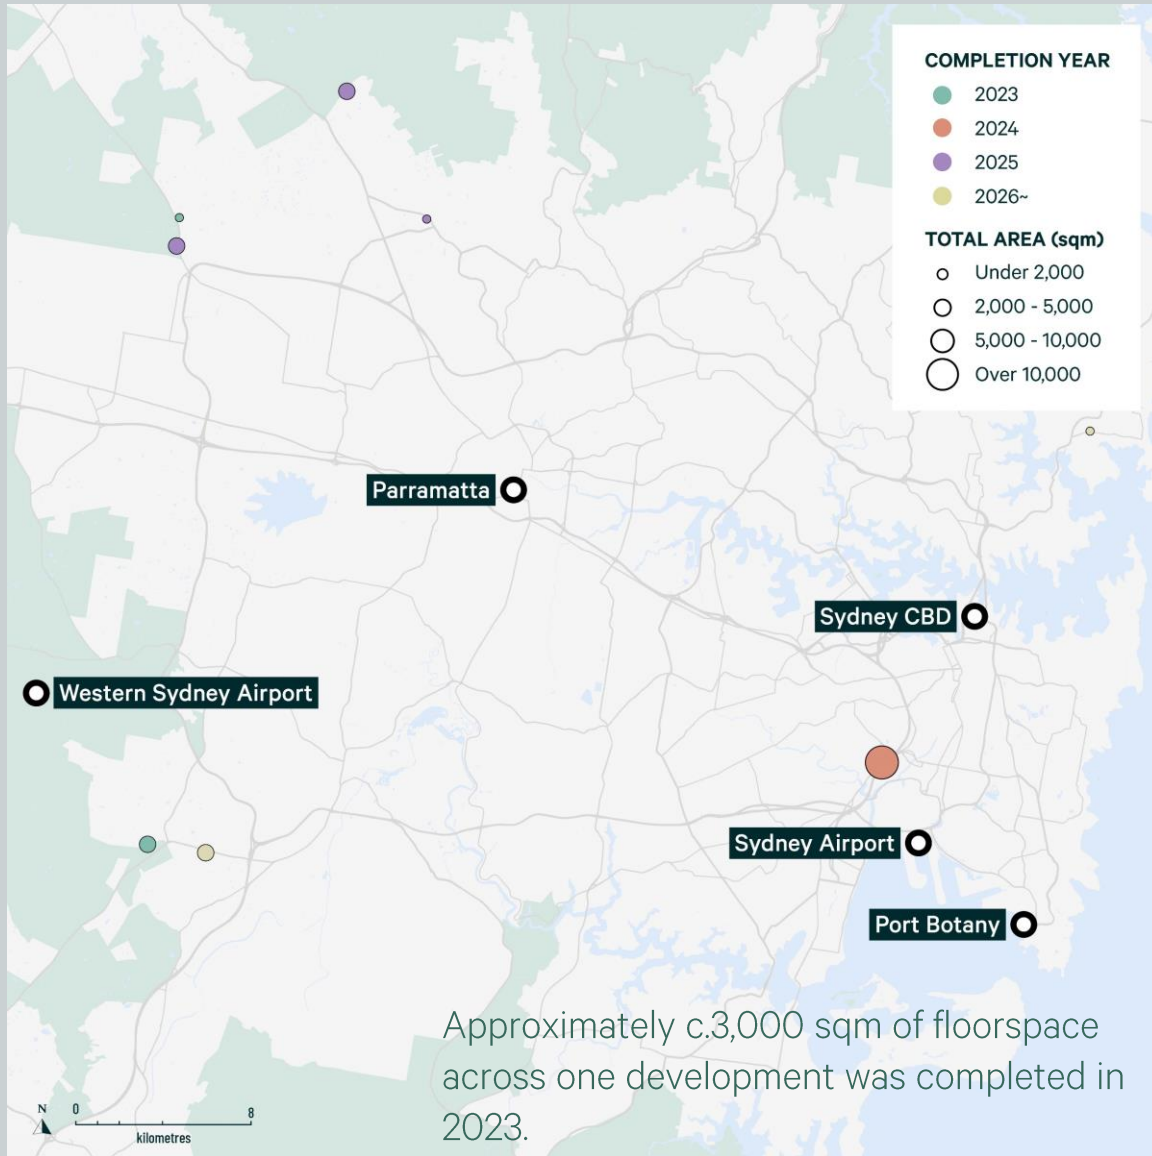 COMPLETION YEAR
2023
2024
2025
2026~
TOTAL AREA (sqm)
Under 2,000
2,000 - 5,000
5,000 - 10,000
Over 10,000
Parramatta
Sydney CBD
Western Sydney Airport
Sydney Airport
Port Botany
Approximately c.3,000 sqm of floorspace
across one development was completed in
2023.
N 0 8
kilometres